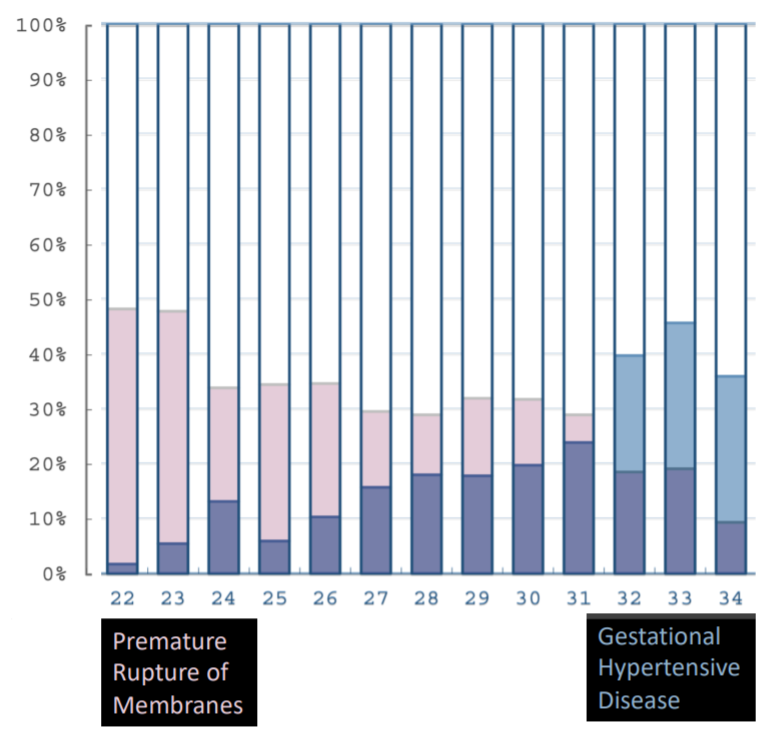 100%
90%
80%
70%
60%
50%
40%
30%
20%
10%
0%
22 23 24 25 26 27 28 29 30 31 32 33 34
Premature
Rupture of
Membranes
Gestational
Hypertensive
Disease